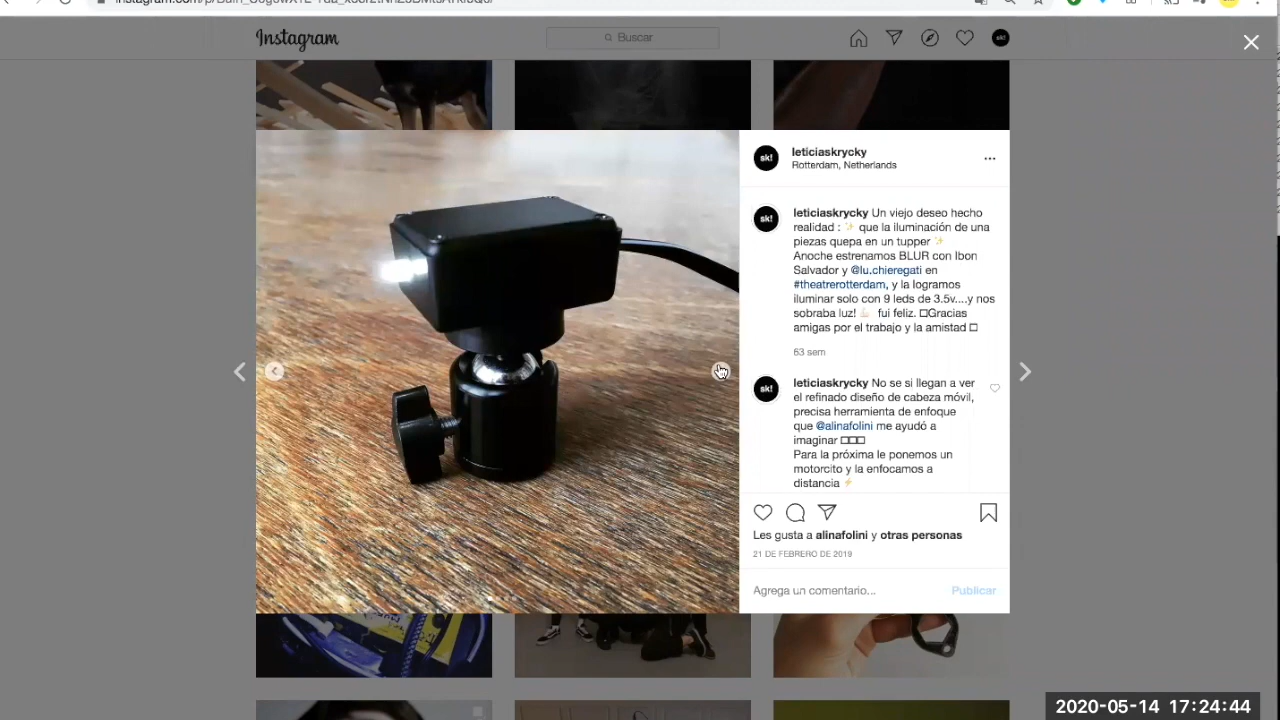 Instagram
Buscar
sk!
sk!
leticiaskrycky
Rotterdam, Netherlands
sk!
leticiaskrycky Un viejo deseo hecho
realidad : ✨ que la iluminación de una
piezas quepa en un tupper ✨
Anoche estrenamos BLUR con Ibon
Salvador y @lu.chieregati en
#theatrerotterdam, y la logramos
iluminar solo con 9 leds de 3.5v....y nos
sobraba luz! 💪🏻 fui feliz. □Gracias
amigas por el trabajo y la amistad □
63 sem
sk!
leticiaskrycky No se si llegan a ver
el refinado diseño de cabeza móvil,
precisa herramienta de enfoque
que @alinafolini me ayudó a
imaginar □□□
Para la próxima le ponemos un
motorcito y la enfocamos a
distancia ⚡
Les gusta a alinafolini y otras personas
21 DE FEBRERO DE 2019
Agrega un comentario... Publicar
2020-05-14 17:24:44